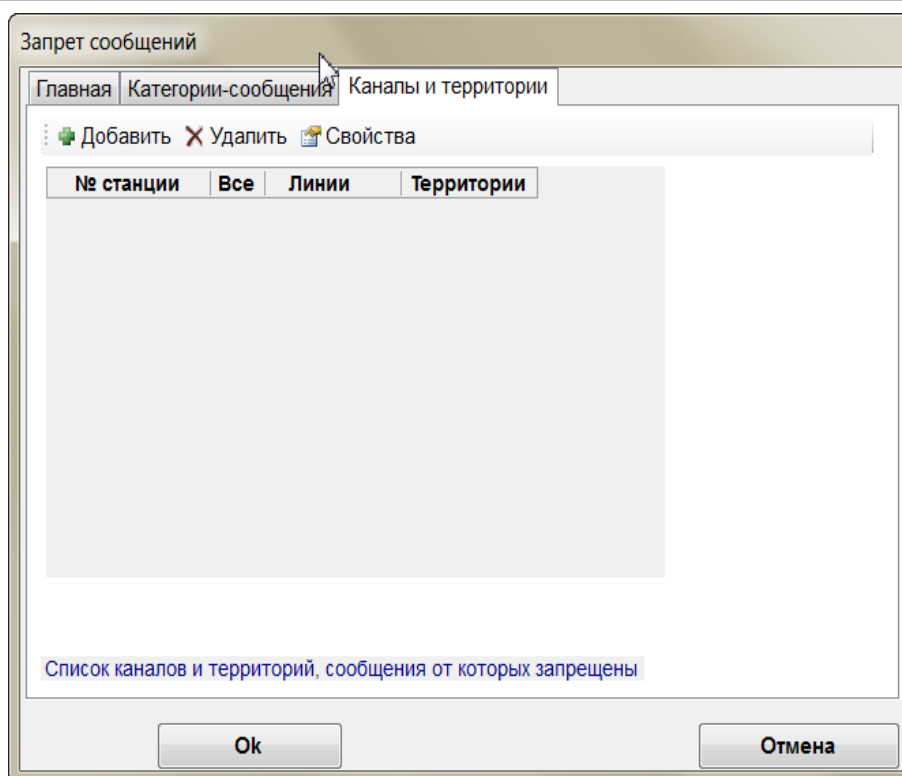 Запрет сообщений
Главная Категории-сообщения Каналы и территории
Добавить Удалить Свойства
№ станции Все Линии Территории
Список каналов и территорий, сообщения от которых запрещены
Ok Отмена